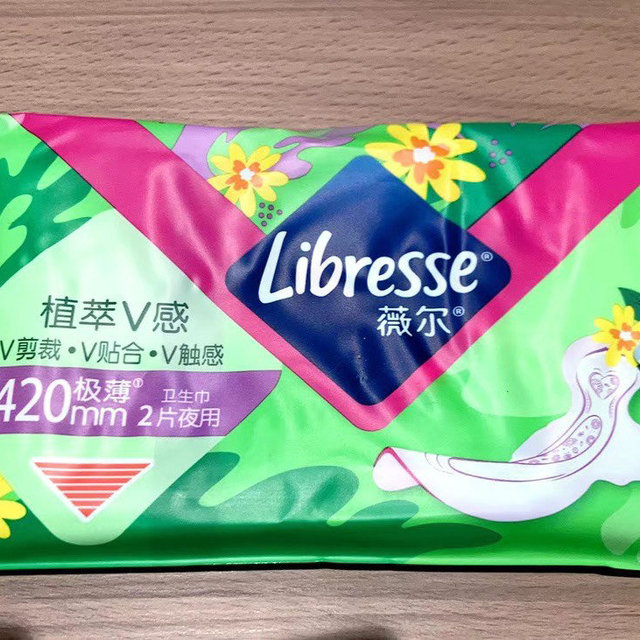 Libresse®
薇尔®
植萃V感
V剪裁·V贴合·V触感
420mm 极薄① 卫生巾
2片夜用